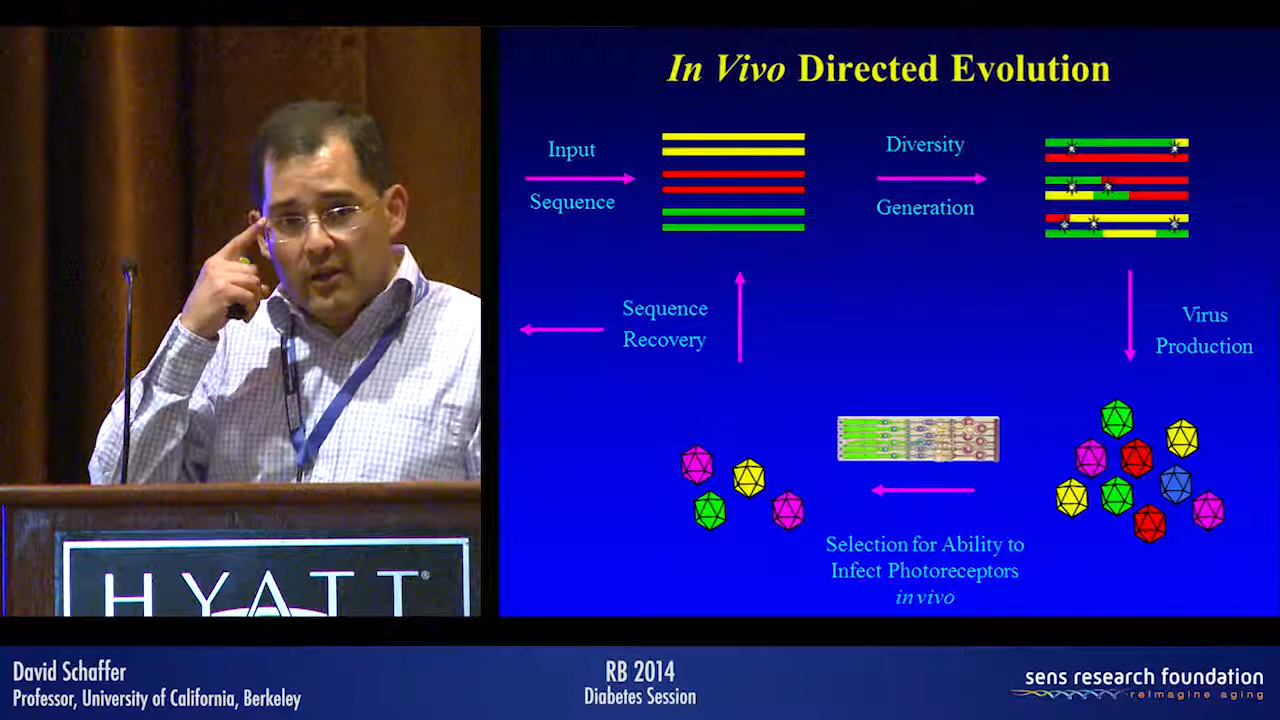 In Vivo Directed Evolution
Input
Sequence
Diversity
Generation
Sequence
Recovery
Virus
Production
Selection for Ability to
Infect Photoreceptors
in vivo
HYATT®
David Schaffer
Professor, University of California, Berkeley
RB 2014
Diabetes Session
sens research foundation
reimagine aging